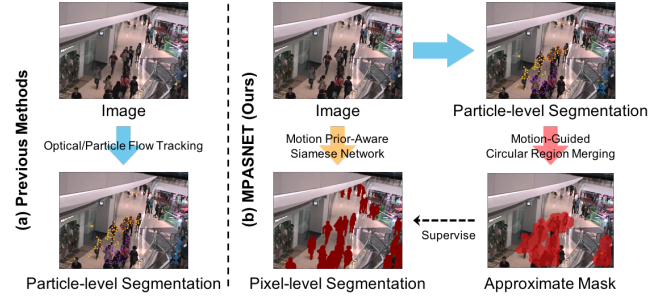 (a) Previous Methods
Image
Optical/Particle Flow Tracking
Particle-level Segmentation
(b) MPASNET (Ours)
Image
Motion Prior-Aware
Siamese Network
Pixel-level Segmentation
Particle-level Segmentation
Motion-Guided
Circular Region Merging
Supervise
Approximate Mask